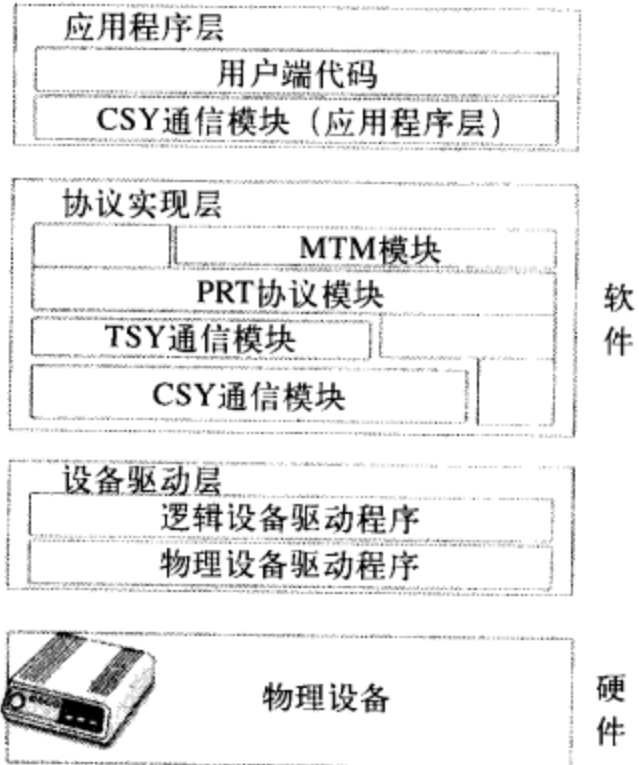 应用程序层
用户端代码
CSY通信模块（应用程序层）
协议实现层
MTM模块
PRT协议模块
TSY通信模块
CSY通信模块
软件
设备驱动层
逻辑设备驱动程序
物理设备驱动程序
物理设备
硬件